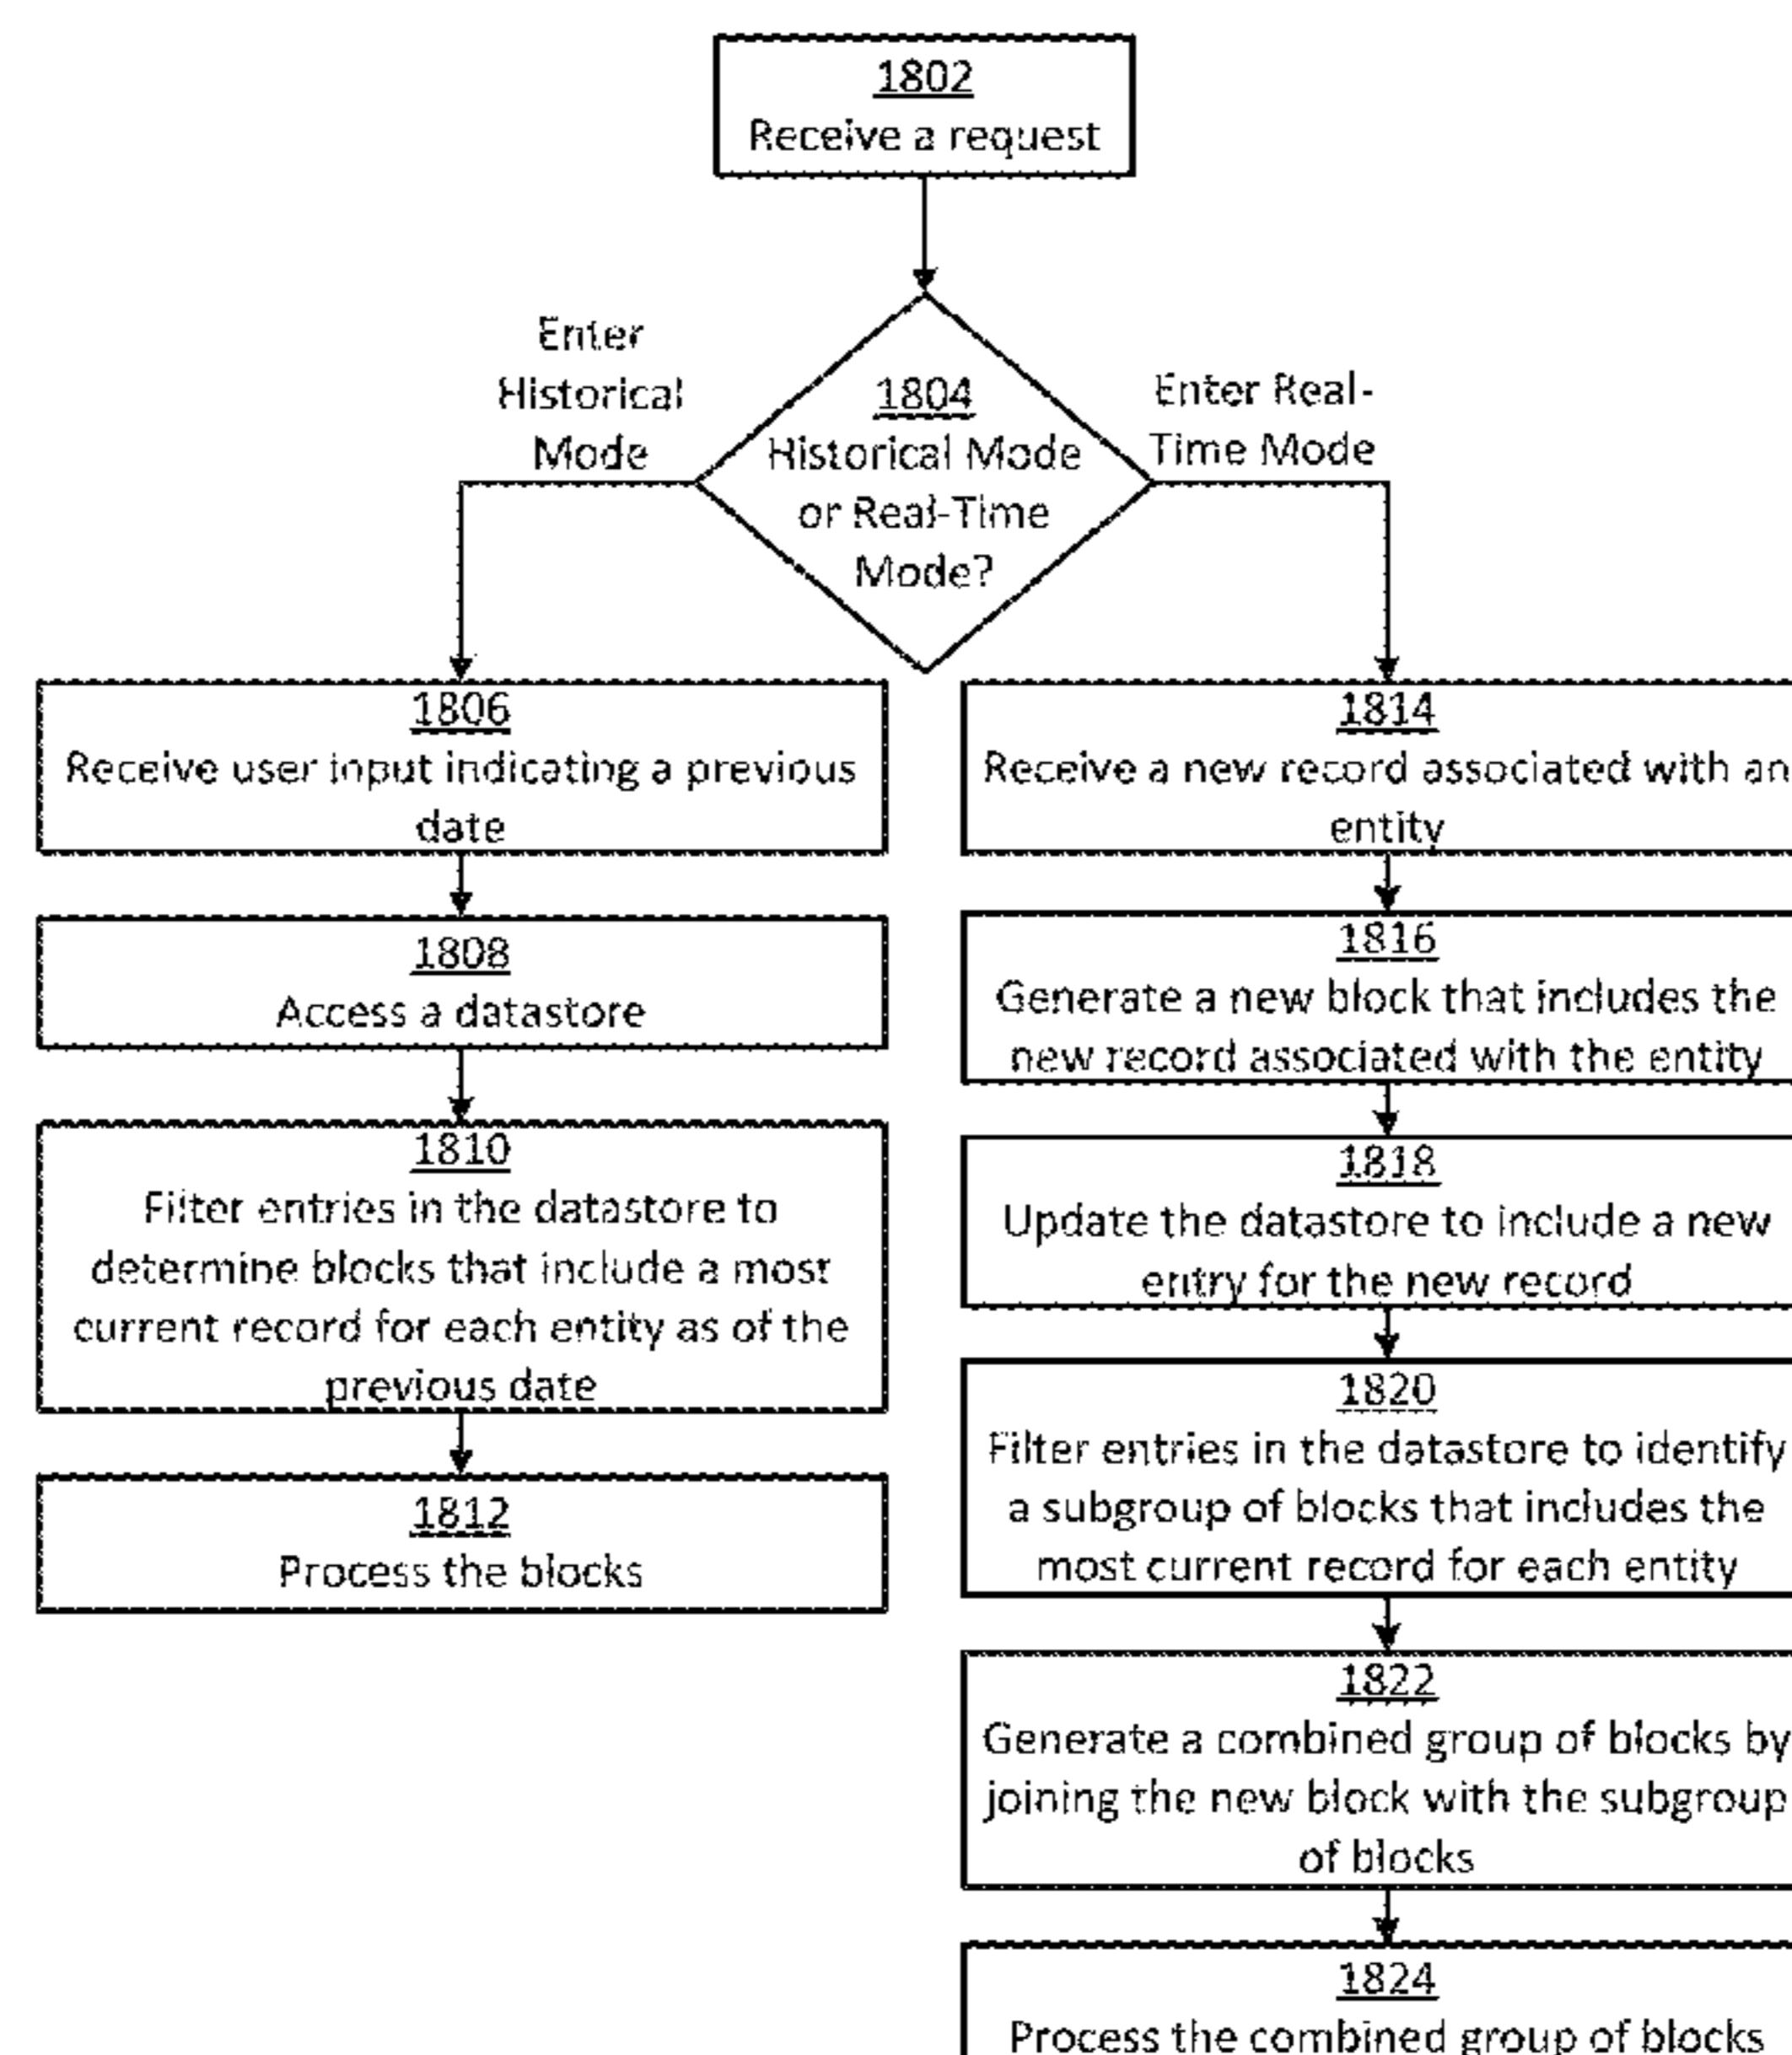 1802
Receive a request
Enter
Historical
Mode
1804
Historical Mode
or Real-Time
Mode?
Enter Real-
Time Mode
1806
Receive user input indicating a previous
date
1808
Access a datastore
1810
Filter entries in the datastore to
determine blocks that include a most
current record for each entity as of the
previous date
1812
Process the blocks
1814
Receive a new record associated with an
entity
1816
Generate a new block that includes the
new record associated with the entity
1818
Update the datastore to include a new
entry for the new record
1820
Filter entries in the datastore to identify
a subgroup of blocks that includes the
most current record for each entity
1822
Generate a combined group of blocks by
joining the new block with the subgroup
of blocks
1824
Process the combined group of blocks